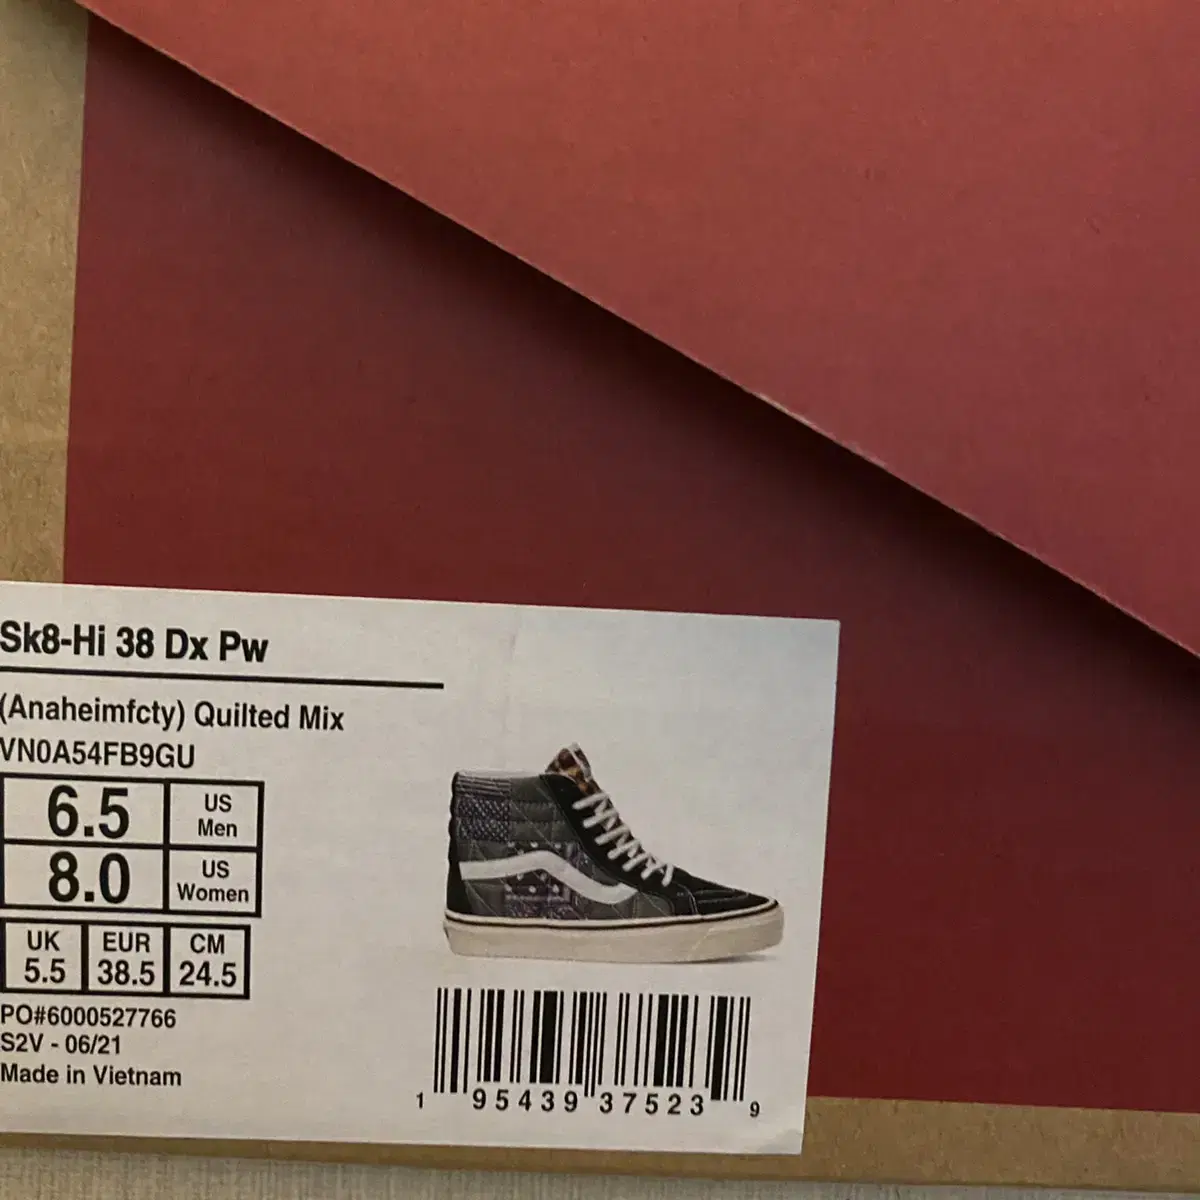 Sk8-Hi 38 Dx Pw
(Anaheimfcty) Quilted Mix
VN0A54FB9GU
6.5 US Men
8.0 US Women
UK EUR CM
5.5 38.5 24.5
PO#6000527766
S2V - 06/21
Made in Vietnam
1 95439 37523 9